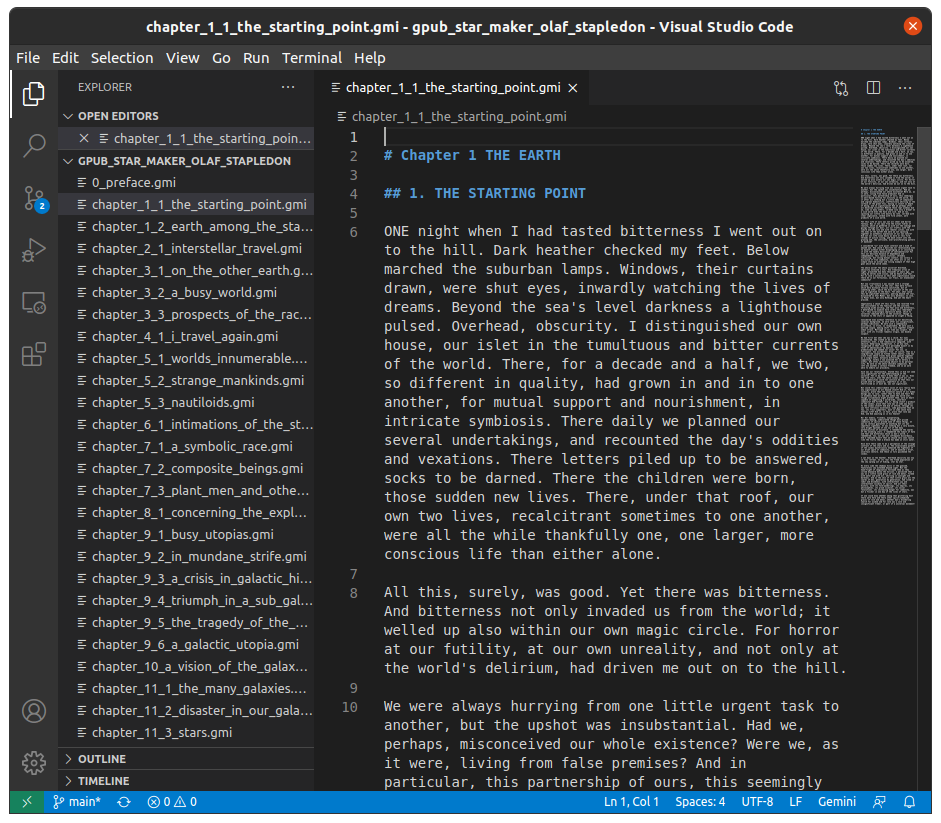 chapter_1_1_the_starting_point.gmi - gpub_star_maker_olaf_stapledon - Visual Studio Code
File Edit Selection View Go Run Terminal Help
EXPLORER
OPEN EDITORS
chapter_1_1_the_starting_poin...
GPUB_STAR_MAKER_OLAF_STAPLEDON
0_preface.gmi
chapter_1_1_the_starting_point.gmi
chapter_1_2_earth_among_the_sta...
chapter_2_1_interstellar_travel.gmi
chapter_3_1_on_the_other_earth.g...
chapter_3_2_a_busy_world.gmi
chapter_3_3_prospects_of_the_rac...
chapter_4_1_i_travel_again.gmi
chapter_5_1_worlds_innumerable....
chapter_5_2_strange_mankinds.gmi
chapter_5_3_nautiloids.gmi
chapter_6_1_intimations_of_the_st...
chapter_7_1_a_symbolic_race.gmi
chapter_7_2_composite_beings.gmi
chapter_7_3_plant_men_and_othe...
chapter_8_1_concerning_the_expl...
chapter_9_1_busy_utopias.gmi
chapter_9_2_in_mundane_strife.gmi
chapter_9_3_a_crisis_in_galactic_hi...
chapter_9_4_triumph_in_a_sub_gal...
chapter_9_5_the_tragedy_of_the_...
chapter_9_6_a_galactic_utopia.gmi
chapter_10_a_vision_of_the_galax...
chapter_11_1_the_many_galaxies....
chapter_11_2_disaster_in_our_gala...
chapter_11_3_stars.gmi
OUTLINE
TIMELINE
2
chapter_1_1_the_starting_point.gmi
chapter_1_1_the_starting_point.gmi
1
2 # Chapter 1 THE EARTH
3
4 ## 1. THE STARTING POINT
5
6 ONE night when I had tasted bitterness I went out on
to the hill. Dark heather checked my feet. Below
marched the suburban lamps. Windows, their curtains
drawn, were shut eyes, inwardly watching the lives of
dreams. Beyond the sea's level darkness a lighthouse
pulsed. Overhead, obscurity. I distinguished our own
house, our islet in the tumultuous and bitter currents
of the world. There, for a decade and a half, we two,
so different in quality, had grown in and in to one
another, for mutual support and nourishment, in
intricate symbiosis. There daily we planned our
several undertakings, and recounted the day's oddities
and vexations. There letters piled up to be answered,
socks to be darned. There the children were born,
those sudden new lives. There, under that roof, our
own two lives, recalcitrant sometimes to one another,
were all the while thankfully one, one larger, more
conscious life than either alone.
7
8 All this, surely, was good. Yet there was bitterness.
And bitterness not only invaded us from the world; it
welled up also within our own magic circle. For horror
at our futility, at our own unreality, and not only at
the world's delirium, had driven me out on to the hill.
9
10 We were always hurrying from one little urgent task to
another, but the upshot was insubstantial. Had we,
perhaps, misconceived our whole existence? Were we, as
it were, living from false premises? And in
particular, this partnership of ours, this seemingly
main* 0 0 Ln 1, Col 1 Spaces: 4 UTF-8 LF Gemini